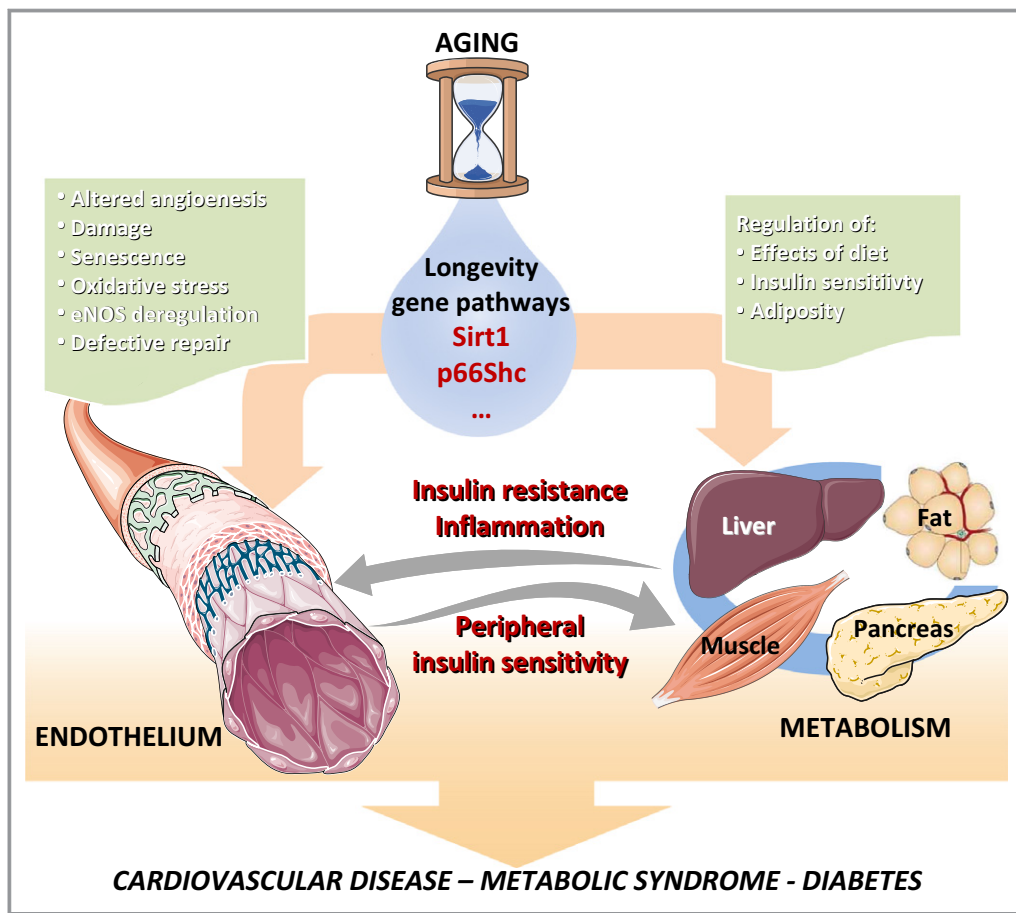 AGING
• Altered angioenesis
• Damage
• Senescence
• Oxidative stress
• eNOS deregulation
• Defective repair
Longevity
gene pathways
Sirt1
p66Shc
...
Regulation of:
• Effects of diet
• Insulin sensitiivty
• Adiposity
Insulin resistance
Inflammation
Peripheral
insulin sensitivity
Liver
Fat
Muscle
Pancreas
ENDOTHELIUM
METABOLISM
CARDIOVASCULAR DISEASE – METABOLIC SYNDROME - DIABETES